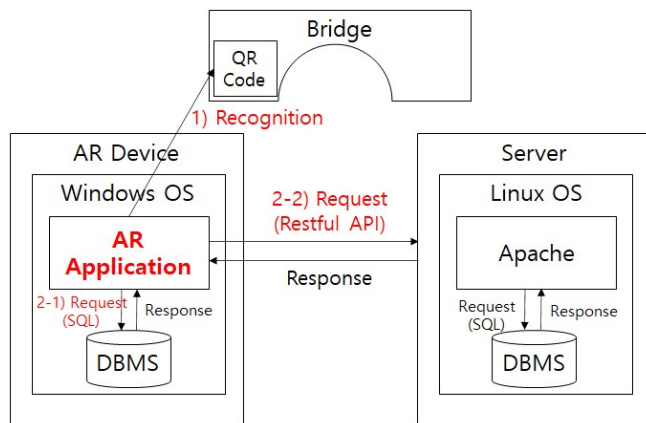 Bridge
QR
Code
1) Recognition
AR Device
Windows OS
AR
Application
2-1) Request
(SQL)
Response
DBMS
2-2) Request
(Restful API)
Response
Server
Linux OS
Apache
Request
(SQL)
Response
DBMS